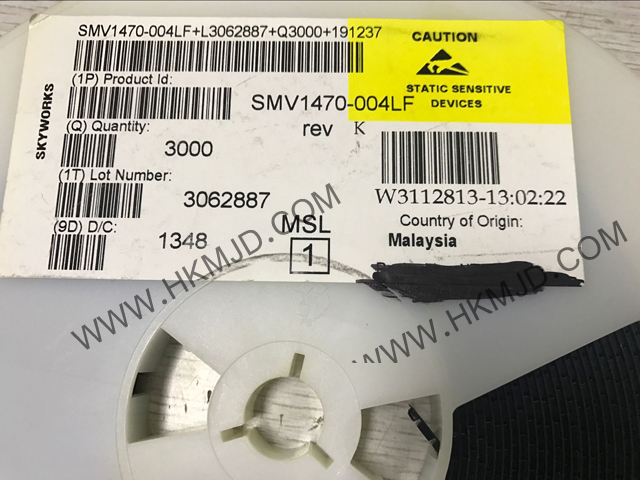 SMV1470-004LF+L3062887+Q3000+191237
CAUTION
STATIC SENSITIVE
DEVICES
SKYWORKS
(1P) Product Id:
SMV1470-004LF
rev K
(Q) Quantity:
3000
(1T) Lot Number:
3062887
W3112813-13:02:22
(9D) D/C:
1348
MSL
1
Country of Origin:
Malaysia
WWW.HKMJD.COM
WWW.HKMJD.COM
WWW.HKMJD.COM